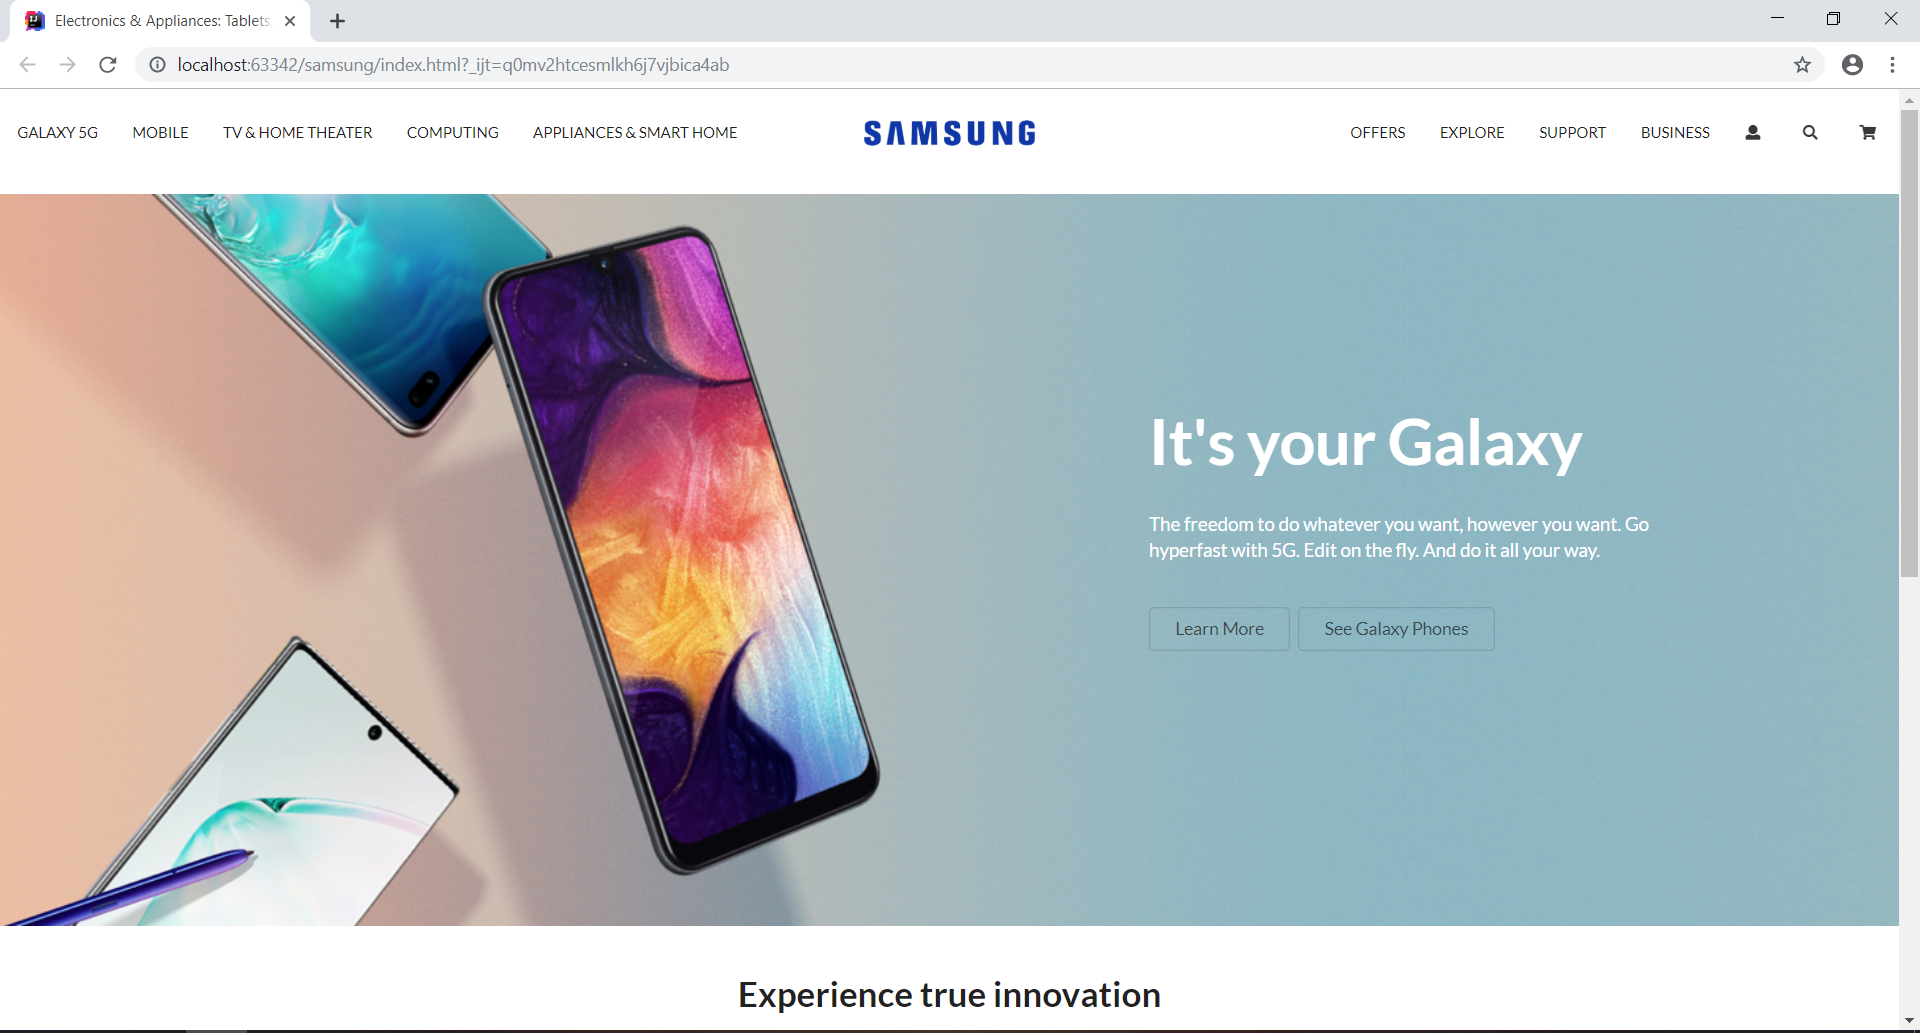 Electronics & Appliances: Tablets,
localhost:63342/samsung/index.html?_ijt=q0mv2htcesmlkh6j7vjbica4ab
GALAXY 5G MOBILE TV & HOME THEATER COMPUTING APPLIANCES & SMART HOME SAMSUNG OFFERS EXPLORE SUPPORT BUSINESS
It's your Galaxy
The freedom to do whatever you want, however you want. Go
hyperfast with 5G. Edit on the fly. And do it all your way.
Learn More See Galaxy Phones
Experience true innovation